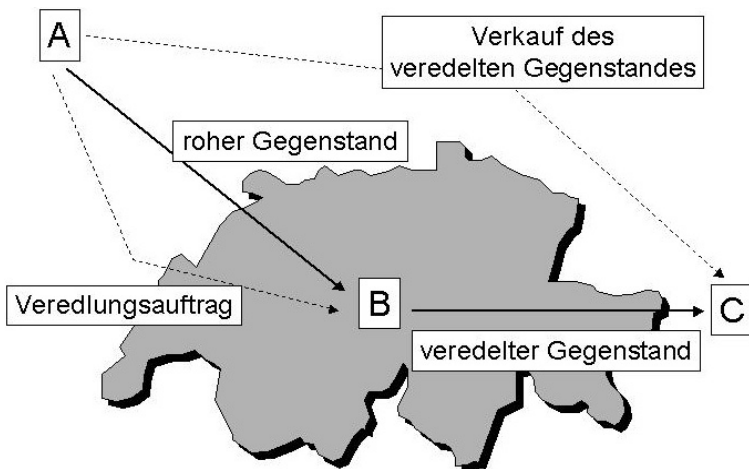 A
Verkauf des
veredelten Gegenstandes
roher Gegenstand
Veredlungsauftrag
B
C
veredelter Gegenstand